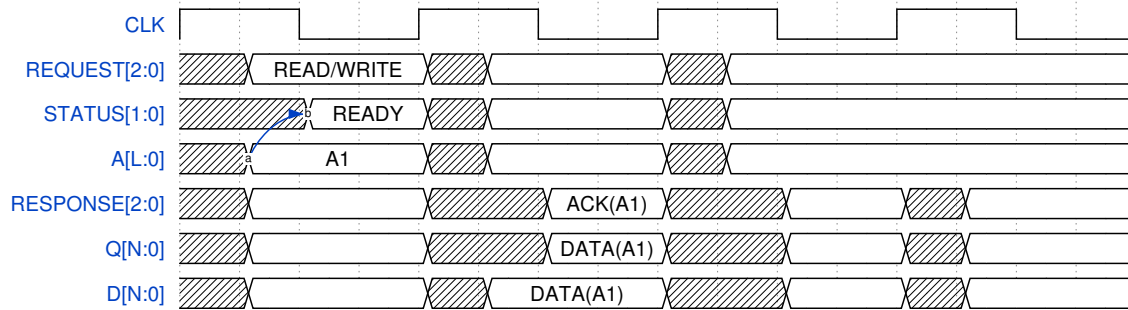 CLK
REQUEST[2:0] READ/WRITE
STATUS[1:0] b READY
A[L:0] a A1
RESPONSE[2:0] ACK(A1)
Q[N:0] DATA(A1)
D[N:0] DATA(A1)